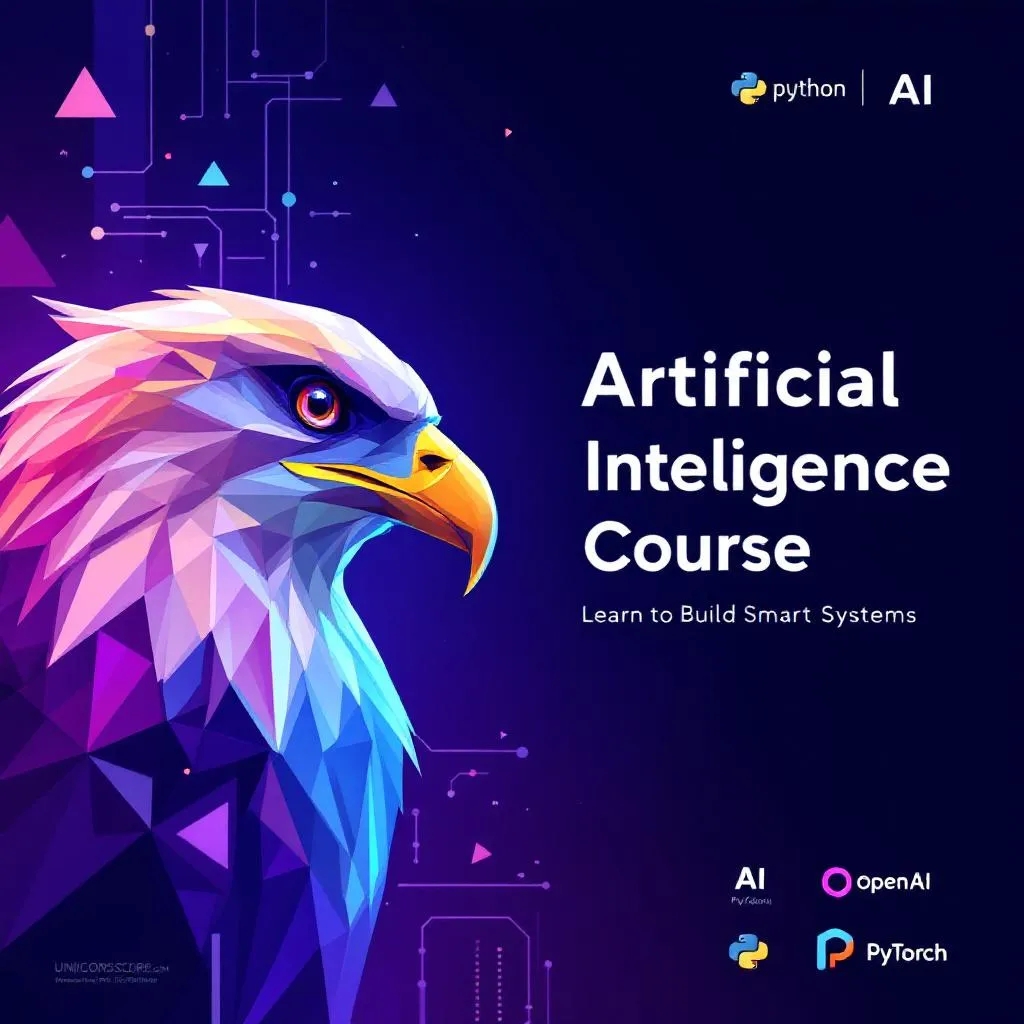 python | AI
Artificial
Inteligence
Course
Learn to Build Smart Systems
AI
OpenAI
PyTorch